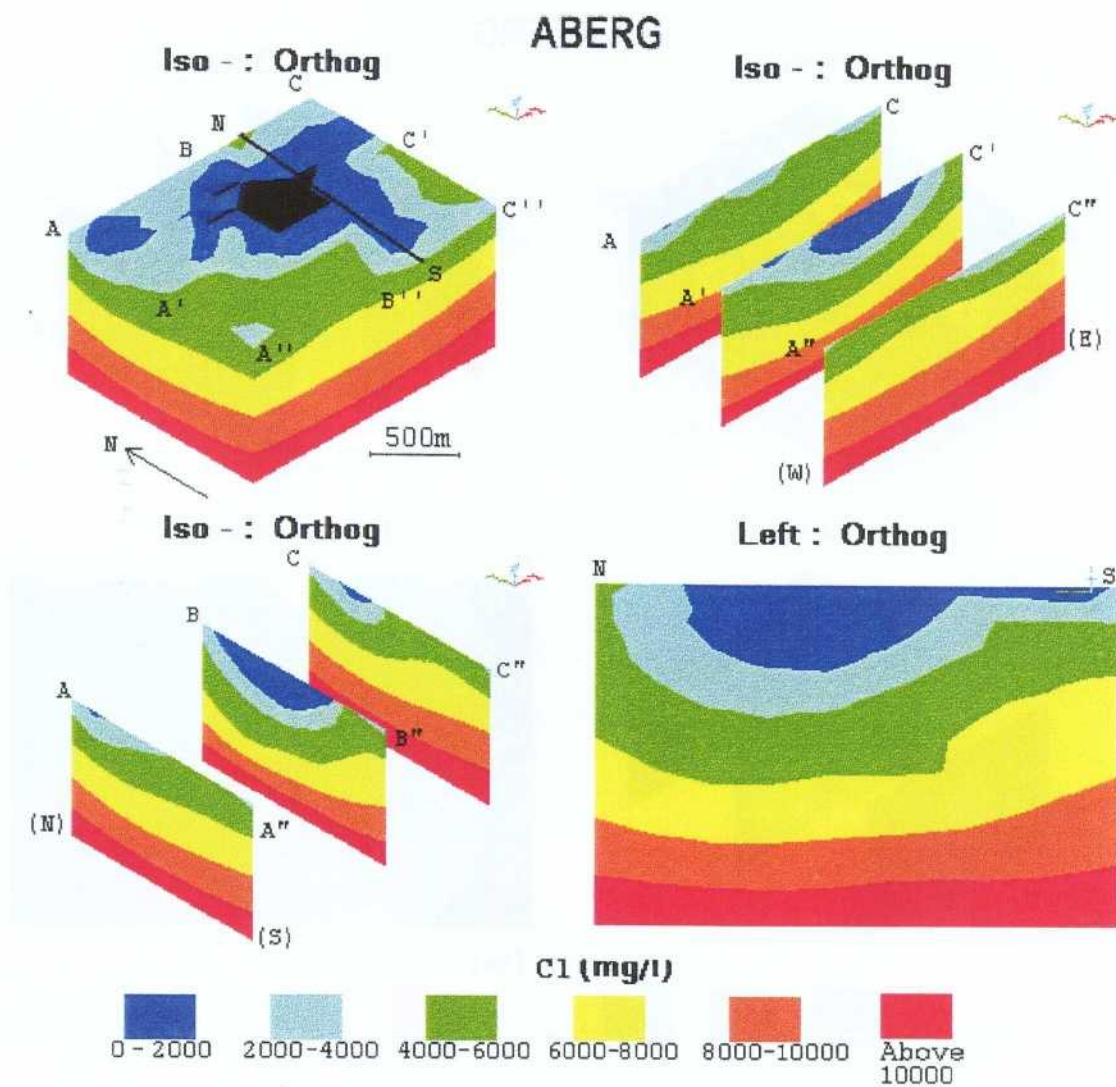 ABERG
Iso - : Orthog
C
N
B
C'
A
C''
S
A'
B''
A''
N
500m
Iso - : Orthog
C
C'
C"
A
A'
A"
(E)
(W)
Iso - : Orthog
C
B
A
C"
B"
(N)
A"
(S)
Left : Orthog
N
S
Cl (mg/l)
0-2000
2000-4000
4000-6000
6000-8000
8000-10000
Above
10000